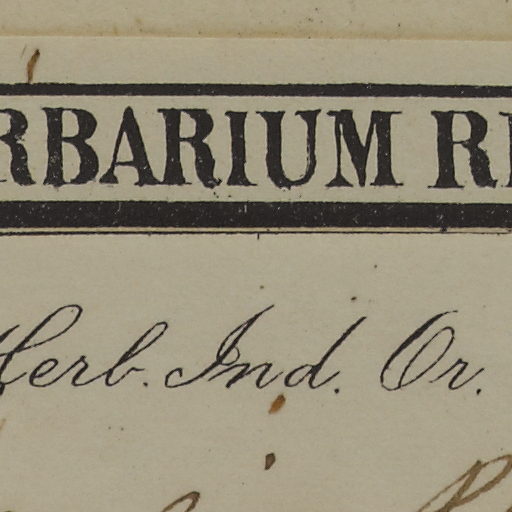 RBARIUM R
Herb. Ind. Or.